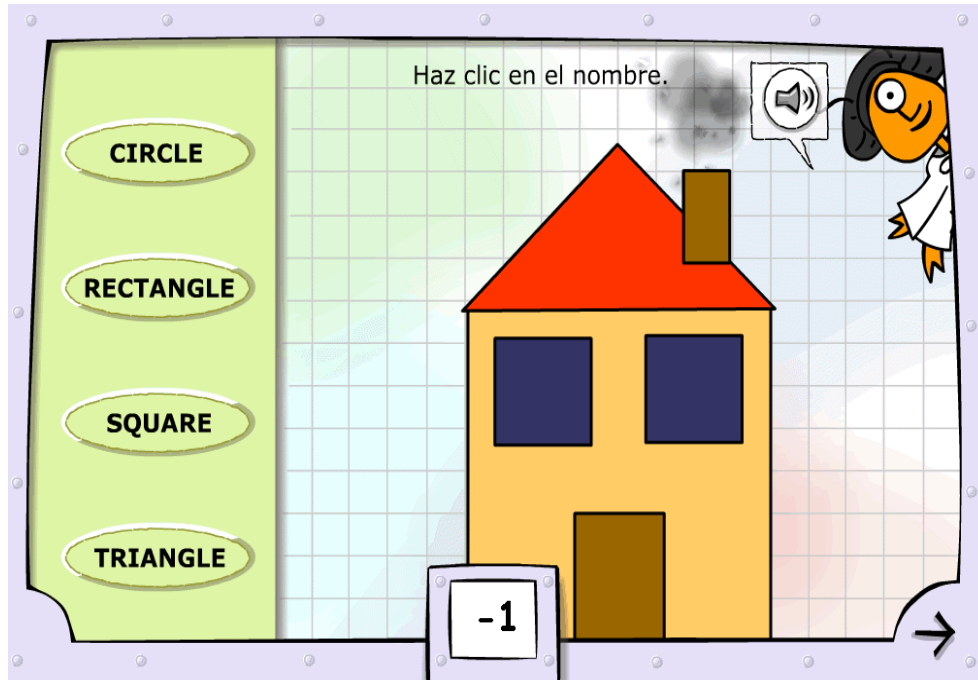 Haz clic en el nombre.
CIRCLE
RECTANGLE
SQUARE
TRIANGLE
-1